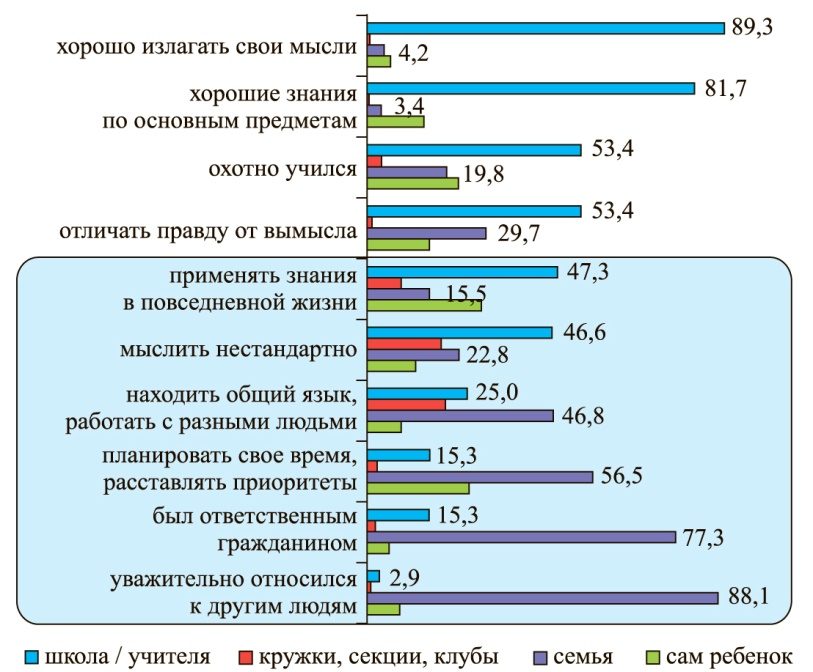 89,3
хорошо излагать свои мысли
4,2
81,7
хорошие знания
по основным предметам
3,4
53,4
охотно учился
19,8
53,4
отличать правду от вымысла
29,7
47,3
применять знания
в повседневной жизни
15,5
46,6
мыслить нестандартно
22,8
25,0
находить общий язык,
работать с разными людьми
46,8
15,3
планировать свое время,
расставлять приоритеты
56,5
15,3
был ответственным
гражданином
77,3
2,9
уважительно относился
к другим людям
88,1
школа / учителя кружки, секции, клубы семья сам ребенок